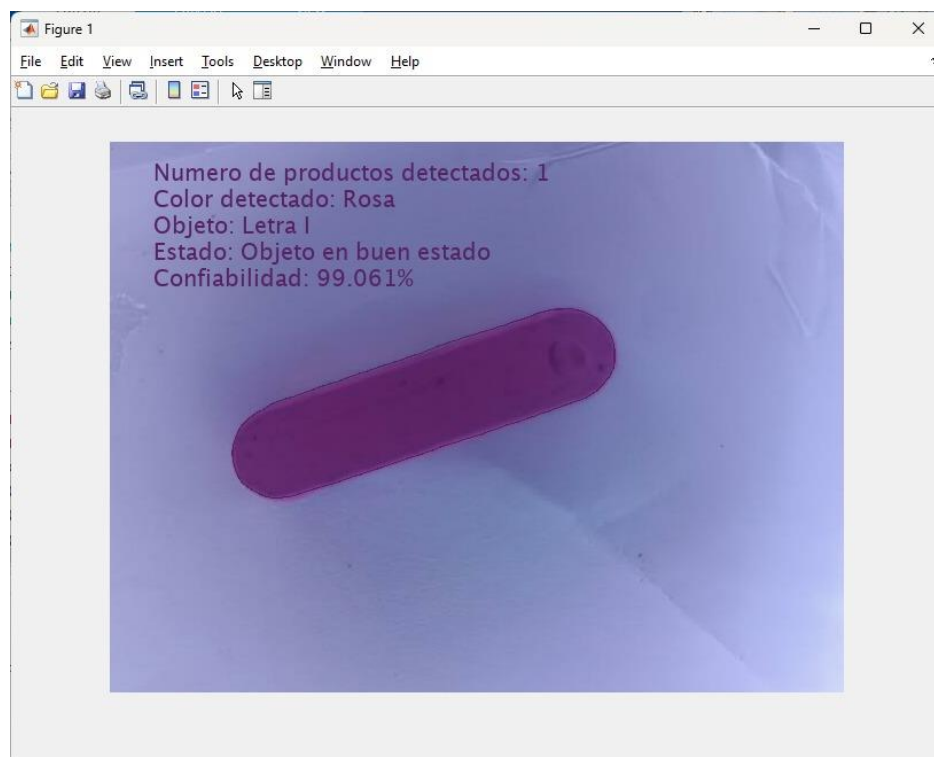 Figure 1
File Edit View Insert Tools Desktop Window Help
Numero de productos detectados: 1
Color detectado: Rosa
Objeto: Letra I
Estado: Objeto en buen estado
Confiabilidad: 99.061%